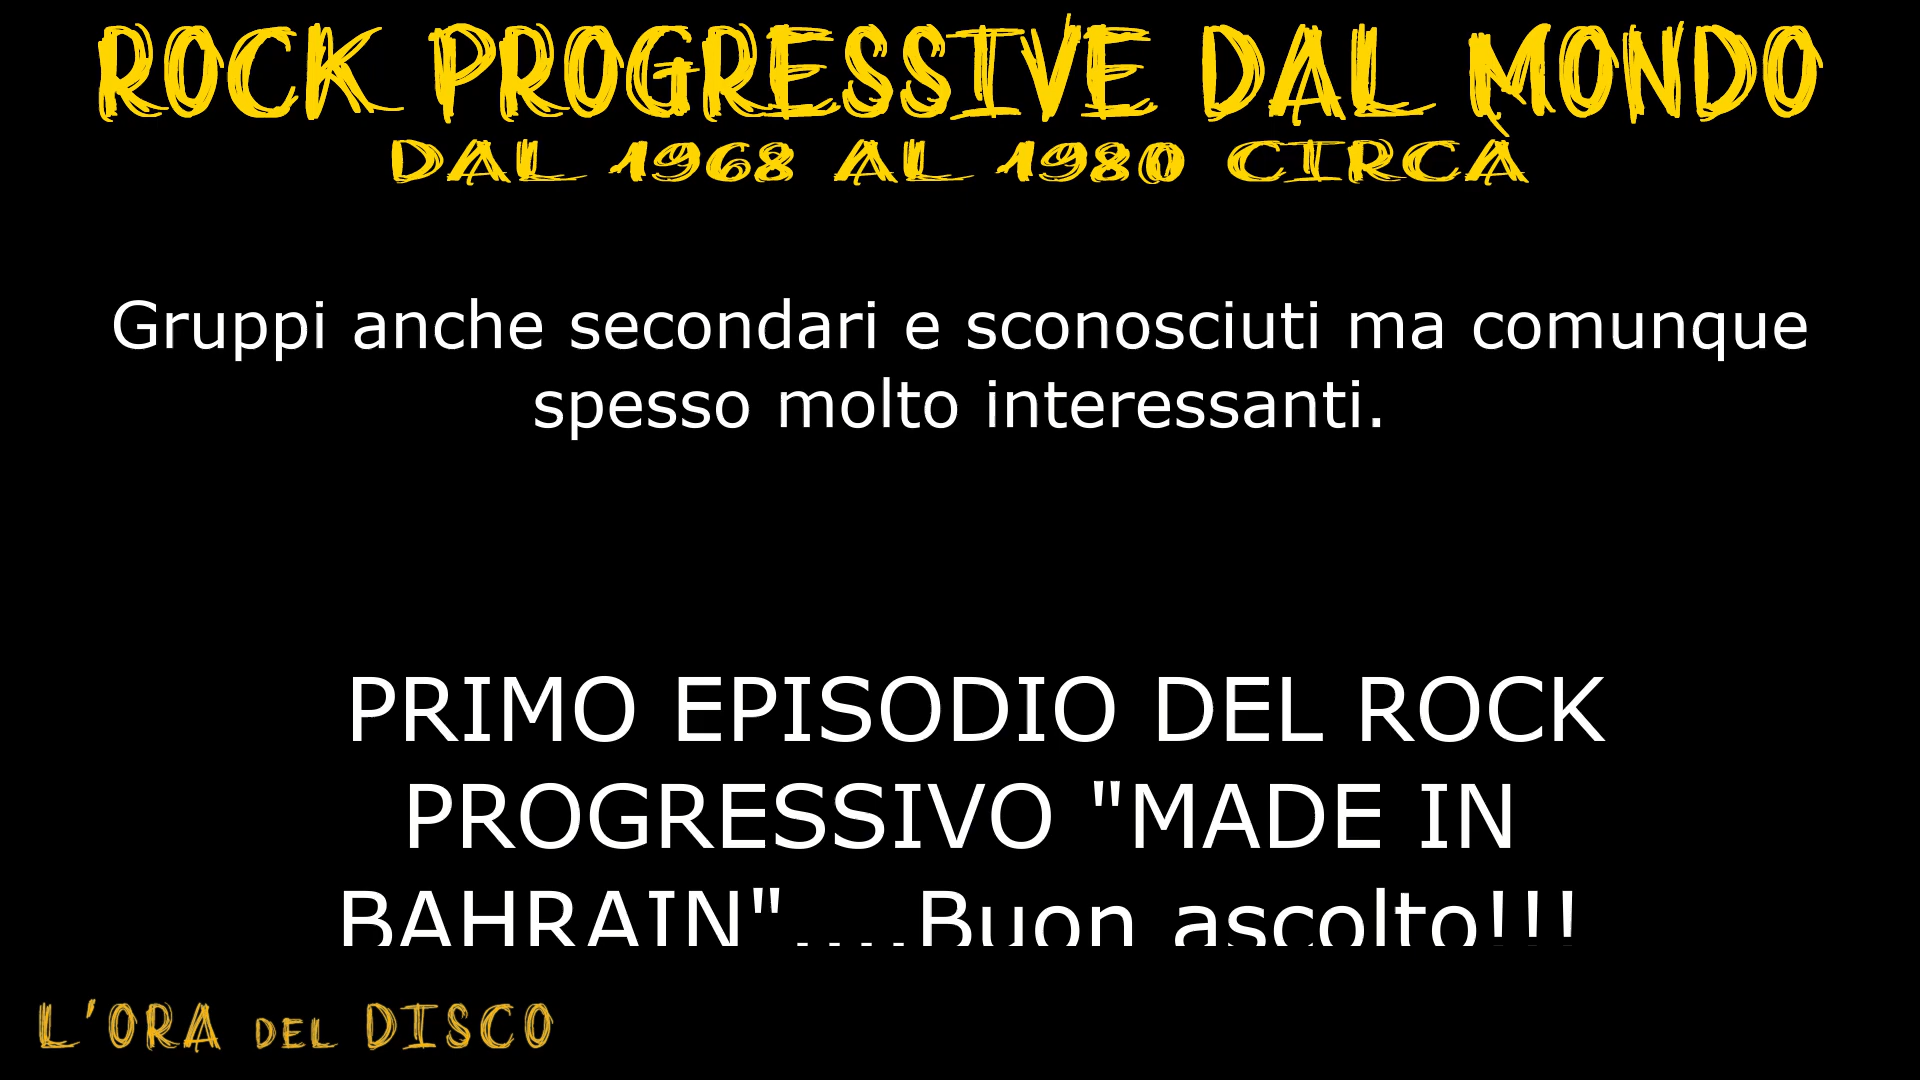 ROCK PROGRESSIVE DAL MONDO
DAL 1968 AL 1980 CIRCÀ
Gruppi anche secondari e sconosciuti ma comunque
spesso molto interessanti.
PRIMO EPISODIO DEL ROCK
PROGRESSIVO "MADE IN
BAHRAIN"....Buon ascolto!!!
L'ORA DEL DISCO